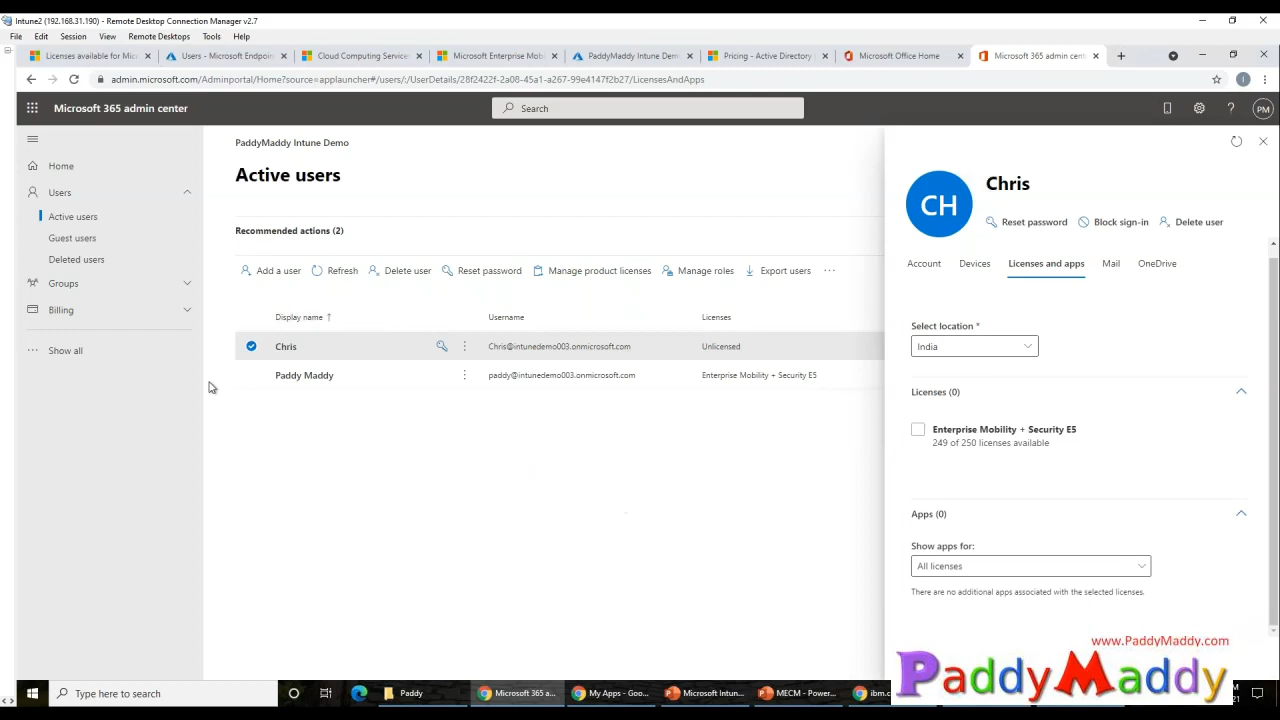 Intune2 (192.168.31.190) - Remote Desktop Connection Manager v2.7
File Edit Session View Remote Desktops Tools Help
Licenses available for Mic
Users - Microsoft Endpoin
Cloud Computing Service
Microsoft Enterprise Mobi
PaddyMaddy Intune Dem
Pricing - Active Directory
Microsoft Office Home
Microsoft 365 admin cent
admin.microsoft.com/Adminportal/Home?source=applauncher#/users/:/UserDetails/28f2422f-2a08-45a1-a267-99e4147f2b27/LicensesAndApps
I
Microsoft 365 admin center
Search
PM
Home
Users
Active users
Guest users
Deleted users
Groups
Billing
Show all
PaddyMaddy Intune Demo
Active users
Recommended actions (2)
Add a user Refresh Delete user Reset password Manage product licenses Manage roles Export users
Display name Username Licenses
Chris Chris@intunedemo003.onmicrosoft.com Unlicensed
Paddy Maddy paddy@intunedemo003.onmicrosoft.com Enterprise Mobility + Security E5
CH
Chris
Reset password Block sign-in Delete user
Account Devices Licenses and apps Mail OneDrive
Select location *
India
Licenses (0)
Enterprise Mobility + Security E5
249 of 250 licenses available
Apps (0)
Show apps for:
All licenses
There are no additional apps associated with the selected licenses.
www.PaddyMaddy.com
PaddyMaddy
Type here to search
Paddy
Microsoft 365 a...
My Apps - Goo...
Microsoft Intun...
MECM - Power...
ibm.c